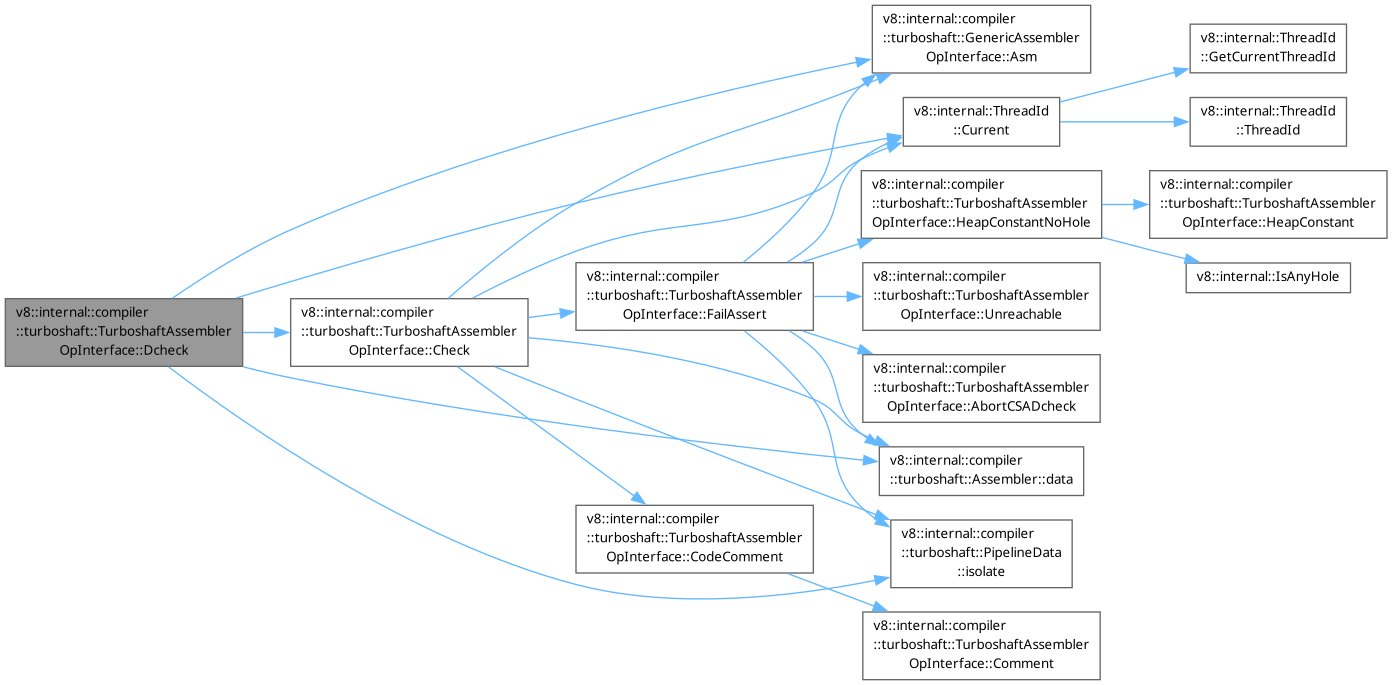 v8::internal::compiler
::turboshaft::TurboshaftAssembler
OpInterface::Dcheck
v8::internal::compiler
::turboshaft::TurboshaftAssembler
OpInterface::Check
v8::internal::compiler
::turboshaft::TurboshaftAssembler
OpInterface::FailAssert
v8::internal::compiler
::turboshaft::TurboshaftAssembler
OpInterface::CodeComment
v8::internal::compiler
::turboshaft::GenericAssembler
OpInterface::Asm
v8::internal::ThreadId
::Current
v8::internal::compiler
::turboshaft::TurboshaftAssembler
OpInterface::HeapConstantNoHole
v8::internal::compiler
::turboshaft::TurboshaftAssembler
OpInterface::Unreachable
v8::internal::compiler
::turboshaft::TurboshaftAssembler
OpInterface::AbortCSADcheck
v8::internal::compiler
::turboshaft::Assembler::data
v8::internal::compiler
::turboshaft::PipelineData
::isolate
v8::internal::compiler
::turboshaft::TurboshaftAssembler
OpInterface::Comment
v8::internal::ThreadId
::GetCurrentThreadId
v8::internal::ThreadId
::ThreadId
v8::internal::compiler
::turboshaft::TurboshaftAssembler
OpInterface::HeapConstant
v8::internal::IsAnyHole